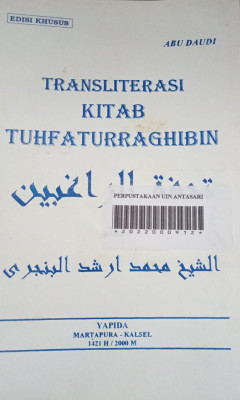 EDISI KHUSUS
ABU DAUDI
TRANSLITERASI
KITAB
TUHFATURRAGHIBIN
الراغبين
PERPUSTAKAAN UIN ANTASARI
*2022000912*
الشيخ محمد ارشد البنجرى
YAPIDA
MARTAPURA - KALSEL
1421 H / 2000 M